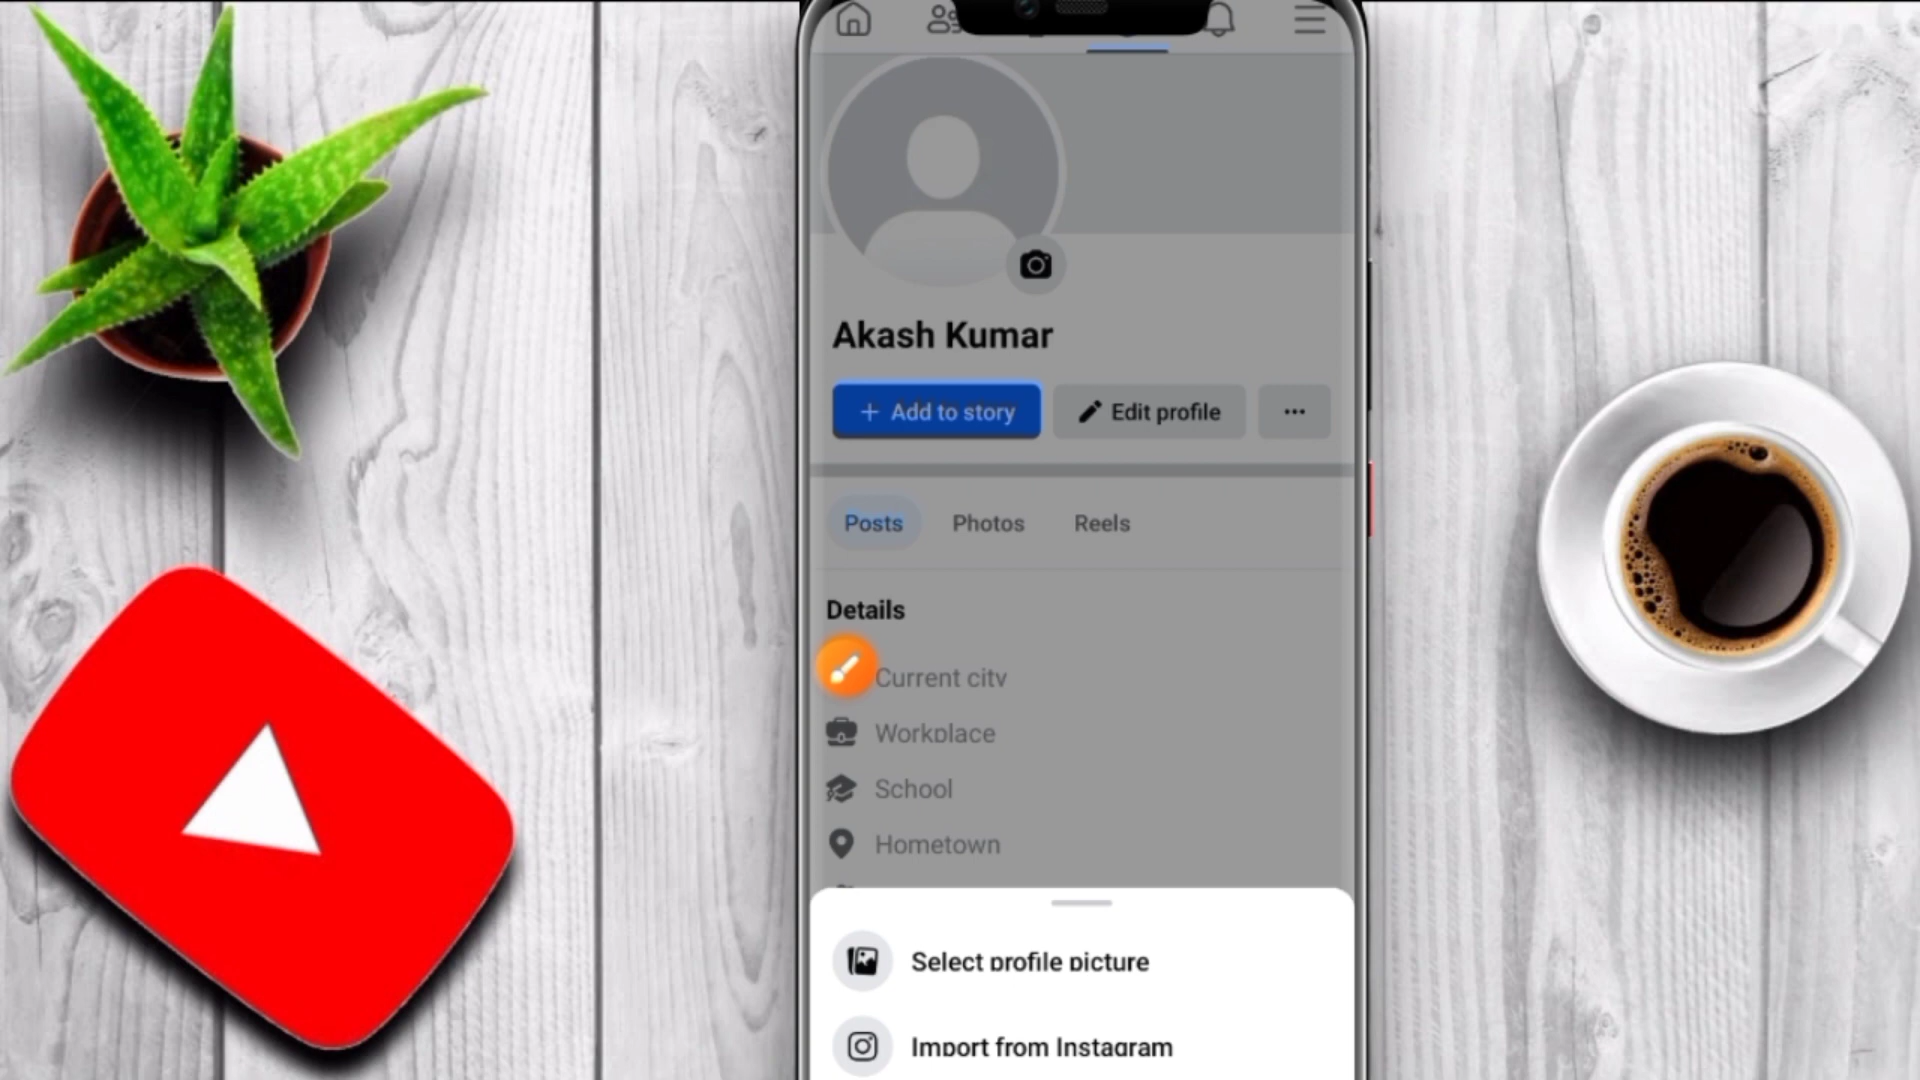 Akash Kumar
+ Add to story
Edit profile
Posts
Photos
Reels
Details
Current city
Workplace
School
Hometown
Select profile picture
Import from Instagram